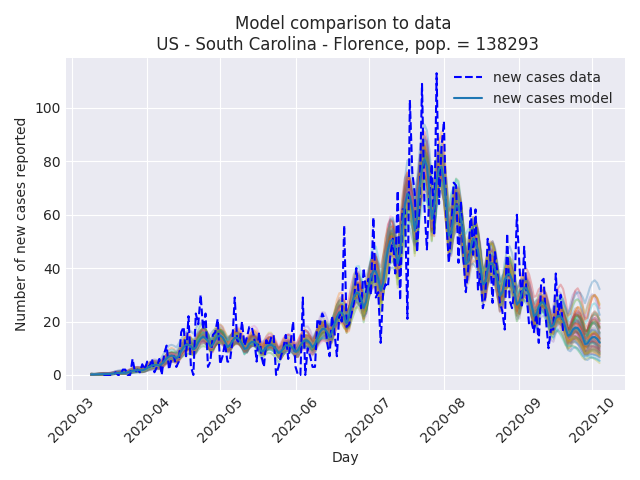 Model comparison to data
US - South Carolina - Florence, pop. = 138293
new cases data
new cases model
Number of new cases reported
100
80
60
40
20
0
2020-03
2020-04
2020-05
2020-06
2020-07
2020-08
2020-09
2020-10
Day